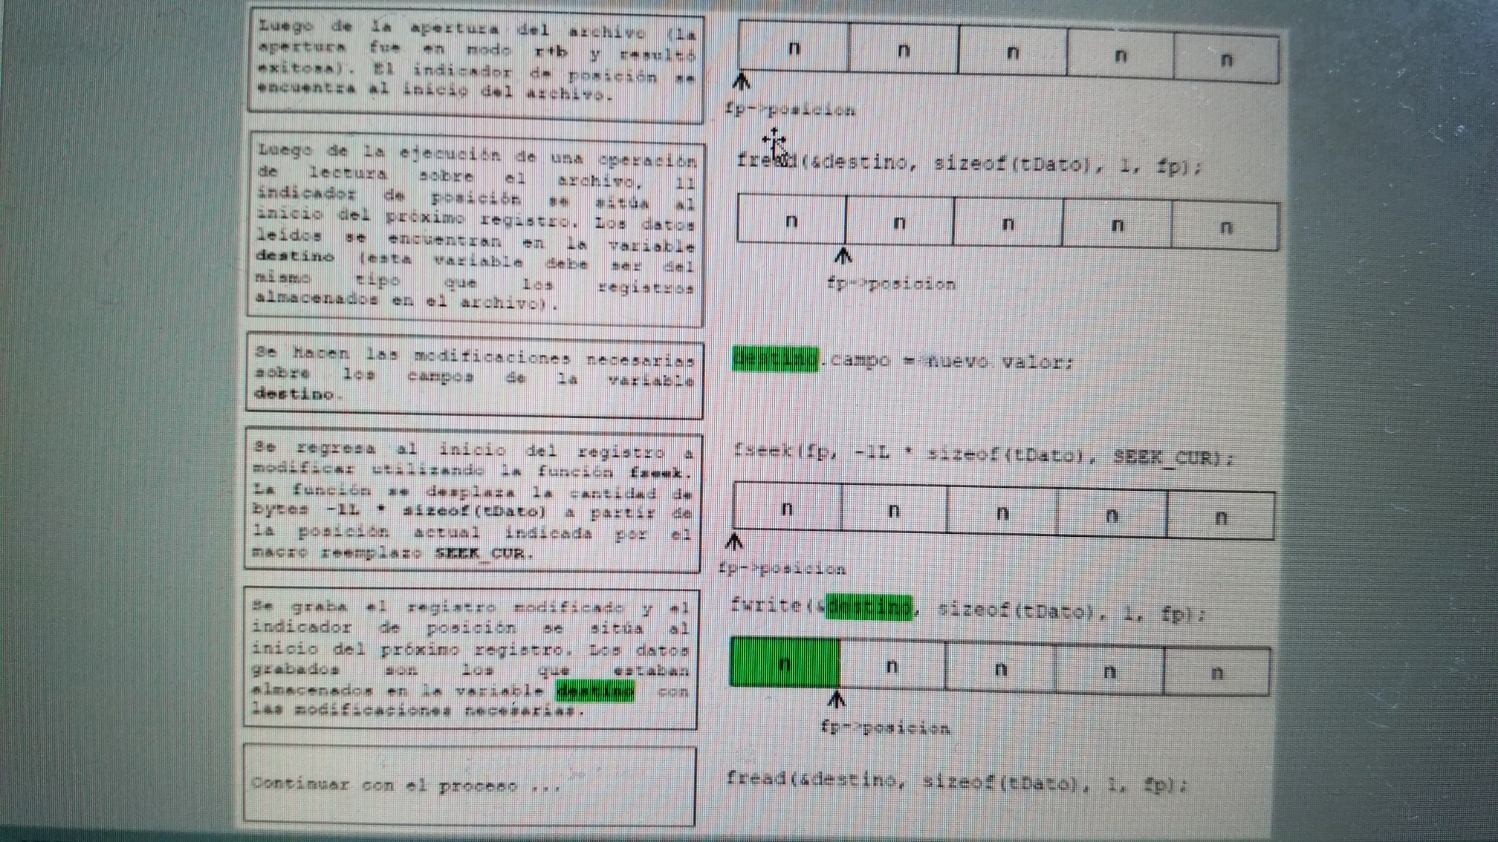 Luego de la apertura del archivo (la
apertura fue en modo r+b y resultó
exitosa). El indicador de posición se
encuentra al inicio del archivo.
n n n n n
fp->posicion
Luego de la ejecución de una operación
de lectura sobre el archivo, il
indicador de posición se sitúa al
inicio del próximo registro. Los datos
leídos se encuentran en la variable
destino (esta variable debe ser del
mismo tipo que los registros
almacenados en el archivo).
fread(&destino, sizeof(tDato), 1, fp);
n n n n n
fp->posicion
Se Hacen las modificaciones necesarias
sobre los campos de la variable
destino.
destino.campo = nuevo valor;
Se regresa al inicio del registro a
modificar utilizando la función fseek.
La función se desplaza la cantidad de
bytes -1L * sizeof(tDato) a partir de
la posición actual indicada por el
macro reemplazo SEEK_CUR.
fseek(fp, -1L * sizeof(tDato), SEEK_CUR);
n n n n n
fp->posicion
Se graba el registro modificado y el
indicador de posición se sitúa al
inicio del próximo registro. Los datos
grabados son los que estaban
almacenados en la variable destino con
las modificaciones necesarias.
fwrite(&destino, sizeof(tDato), 1, fp);
n n n n n
fp->posicion
Continuar con el proceso ...
fread(&destino, sizeof(tDato), 1, fp);